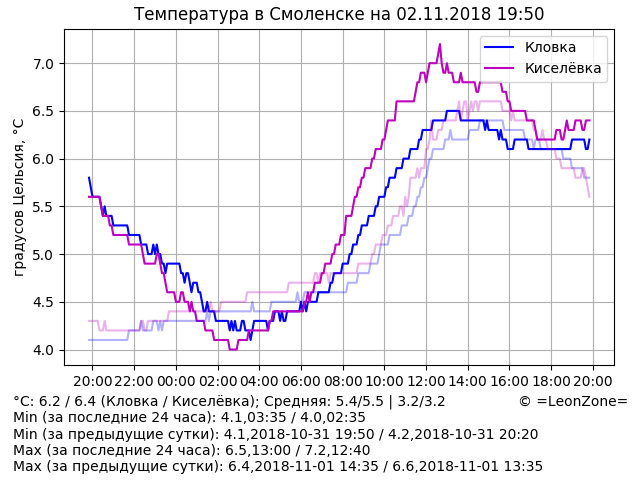 Температура в Смоленске на 02.11.2018 19:50
Кловка
Киселёвка
градусов Цельсия, °C
7.0
6.5
6.0
5.5
5.0
4.5
4.0
20:00 22:00 00:00 02:00 04:00 06:00 08:00 10:00 12:00 14:00 16:00 18:00 20:00
°C: 6.2 / 6.4 (Кловка / Киселёвка); Средняя: 5.4/5.5 | 3.2/3.2 © =LeonZone=
Min (за последние 24 часа): 4.1,03:35 / 4.0,02:35
Min (за предыдущие сутки): 4.1,2018-10-31 19:50 / 4.2,2018-10-31 20:20
Max (за последние 24 часа): 6.5,13:00 / 7.2,12:40
Max (за предыдущие сутки): 6.4,2018-11-01 14:35 / 6.6,2018-11-01 13:35